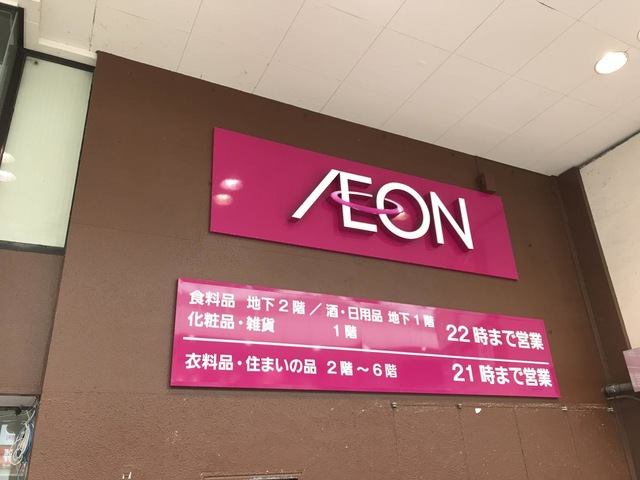 ÆON
食料品 地下2階／酒・日用品 地下1階
化粧品・雑貨 1階 22時まで営業
衣料品・住まいの品 2階～6階 21時まで営業